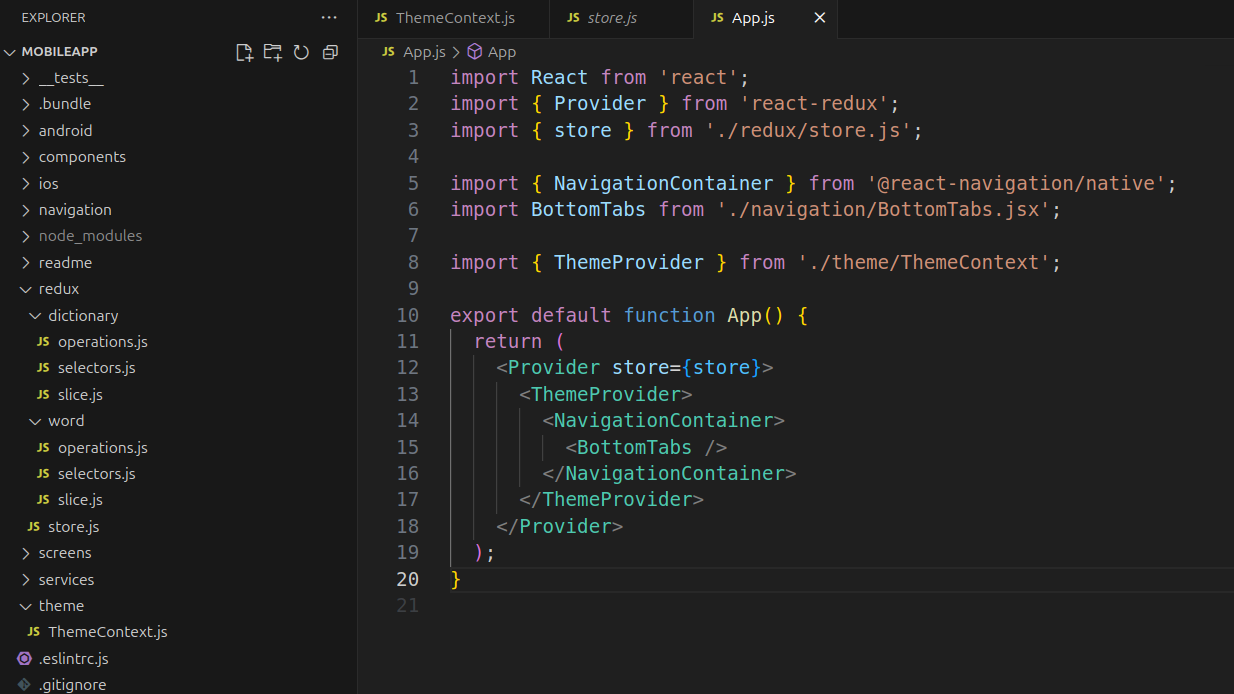 EXPLORER
MOBILEAPP
__tests__
.bundle
android
components
ios
navigation
node_modules
readme
redux
dictionary
JS operations.js
JS selectors.js
JS slice.js
word
JS operations.js
JS selectors.js
JS slice.js
JS store.js
screens
services
theme
JS ThemeContext.js
.eslintrc.js
.gitignore
JS ThemeContext.js
JS store.js
JS App.js
JS App.js > App
1 import React from 'react';
2 import { Provider } from 'react-redux';
3 import { store } from './redux/store.js';
4
5 import { NavigationContainer } from '@react-navigation/native';
6 import BottomTabs from './navigation/BottomTabs.jsx';
7
8 import { ThemeProvider } from './theme/ThemeContext';
9
10 export default function App() {
11 return (
12 <Provider store={store}>
13 <ThemeProvider>
14 <NavigationContainer>
15 <BottomTabs />
16 </NavigationContainer>
17 </ThemeProvider>
18 </Provider>
19 );
20 }
21